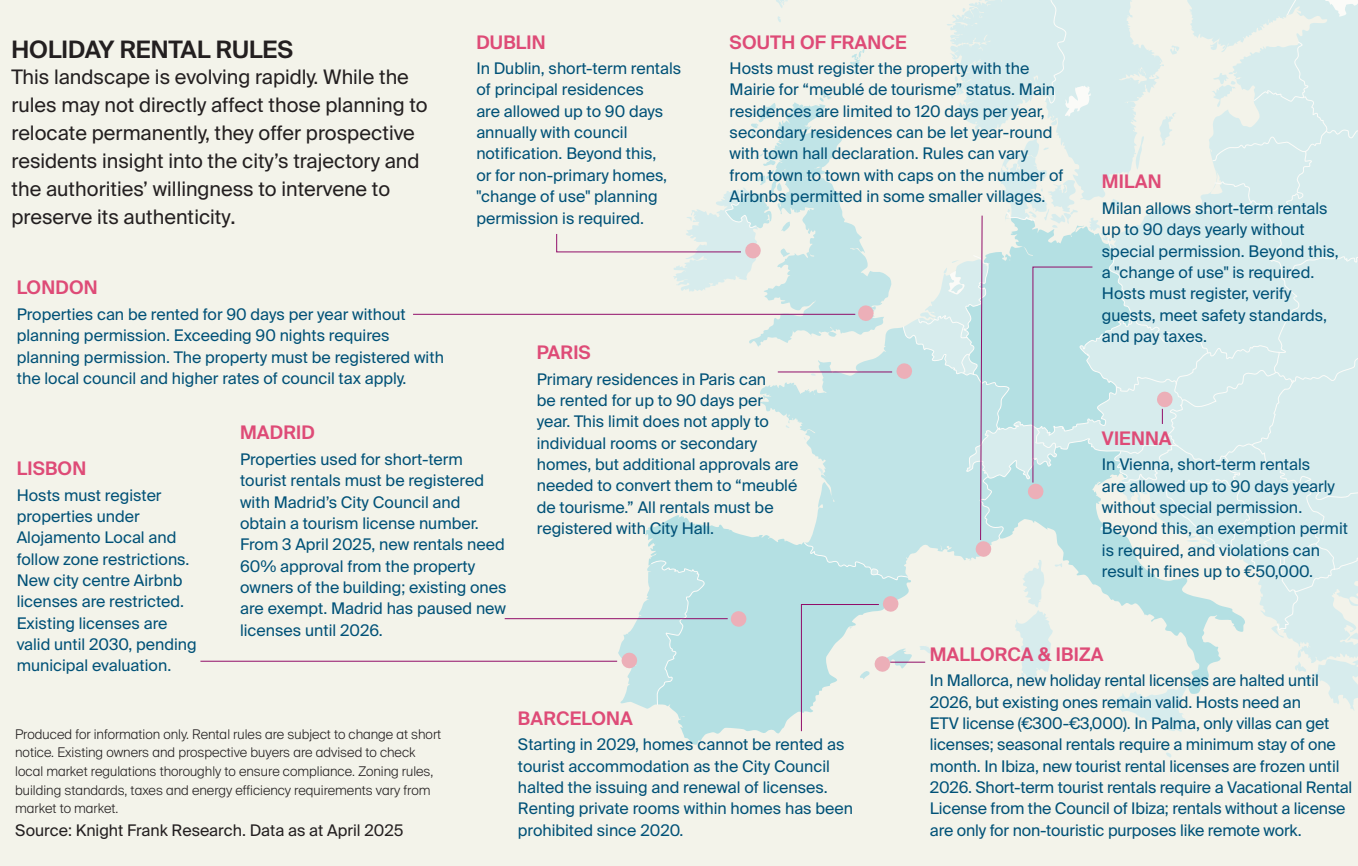 HOLIDAY RENTAL RULES
This landscape is evolving rapidly. While the
rules may not directly affect those planning to
relocate permanently, they offer prospective
residents insight into the city’s trajectory and
the authorities’ willingness to intervene to
preserve its authenticity.
DUBLIN
In Dublin, short-term rentals
of principal residences
are allowed up to 90 days
annually with council
notification. Beyond this,
or for non-primary homes,
"change of use" planning
permission is required.
SOUTH OF FRANCE
Hosts must register the property with the
Mairie for “meublé de tourisme” status. Main
residences are limited to 120 days per year,
secondary residences can be let year-round
with town hall declaration. Rules can vary
from town to town with caps on the number of
Airbnbs permitted in some smaller villages.
MILAN
Milan allows short-term rentals
up to 90 days yearly without
special permission. Beyond this,
a "change of use" is required.
Hosts must register, verify
guests, meet safety standards,
and pay taxes.
LONDON
Properties can be rented for 90 days per year without
planning permission. Exceeding 90 nights requires
planning permission. The property must be registered with
the local council and higher rates of council tax apply.
PARIS
Primary residences in Paris can
be rented for up to 90 days per
year. This limit does not apply to
individual rooms or secondary
homes, but additional approvals are
needed to convert them to “meublé
de tourisme.” All rentals must be
registered with City Hall.
VIENNA
In Vienna, short-term rentals
are allowed up to 90 days yearly
without special permission.
Beyond this, an exemption permit
is required, and violations can
result in fines up to €50,000.
MADRID
Properties used for short-term
tourist rentals must be registered
with Madrid’s City Council and
obtain a tourism license number.
From 3 April 2025, new rentals need
60% approval from the property
owners of the building; existing ones
are exempt. Madrid has paused new
licenses until 2026.
LISBON
Hosts must register
properties under
Alojamento Local and
follow zone restrictions.
New city centre Airbnb
licenses are restricted.
Existing licenses are
valid until 2030, pending
municipal evaluation.
MALLORCA & IBIZA
In Mallorca, new holiday rental licenses are halted until
2026, but existing ones remain valid. Hosts need an
ETV license (€300-€3,000). In Palma, only villas can get
licenses; seasonal rentals require a minimum stay of one
month. In Ibiza, new tourist rental licenses are frozen until
2026. Short-term tourist rentals require a Vacational Rental
License from the Council of Ibiza; rentals without a license
are only for non-touristic purposes like remote work.
BARCELONA
Starting in 2029, homes cannot be rented as
tourist accommodation as the City Council
halted the issuing and renewal of licenses.
Renting private rooms within homes has been
prohibited since 2020.
Produced for information only. Rental rules are subject to change at short
notice. Existing owners and prospective buyers are advised to check
local market regulations thoroughly to ensure compliance. Zoning rules,
building standards, taxes and energy efficiency requirements vary from
market to market.
Source: Knight Frank Research. Data as at April 2025